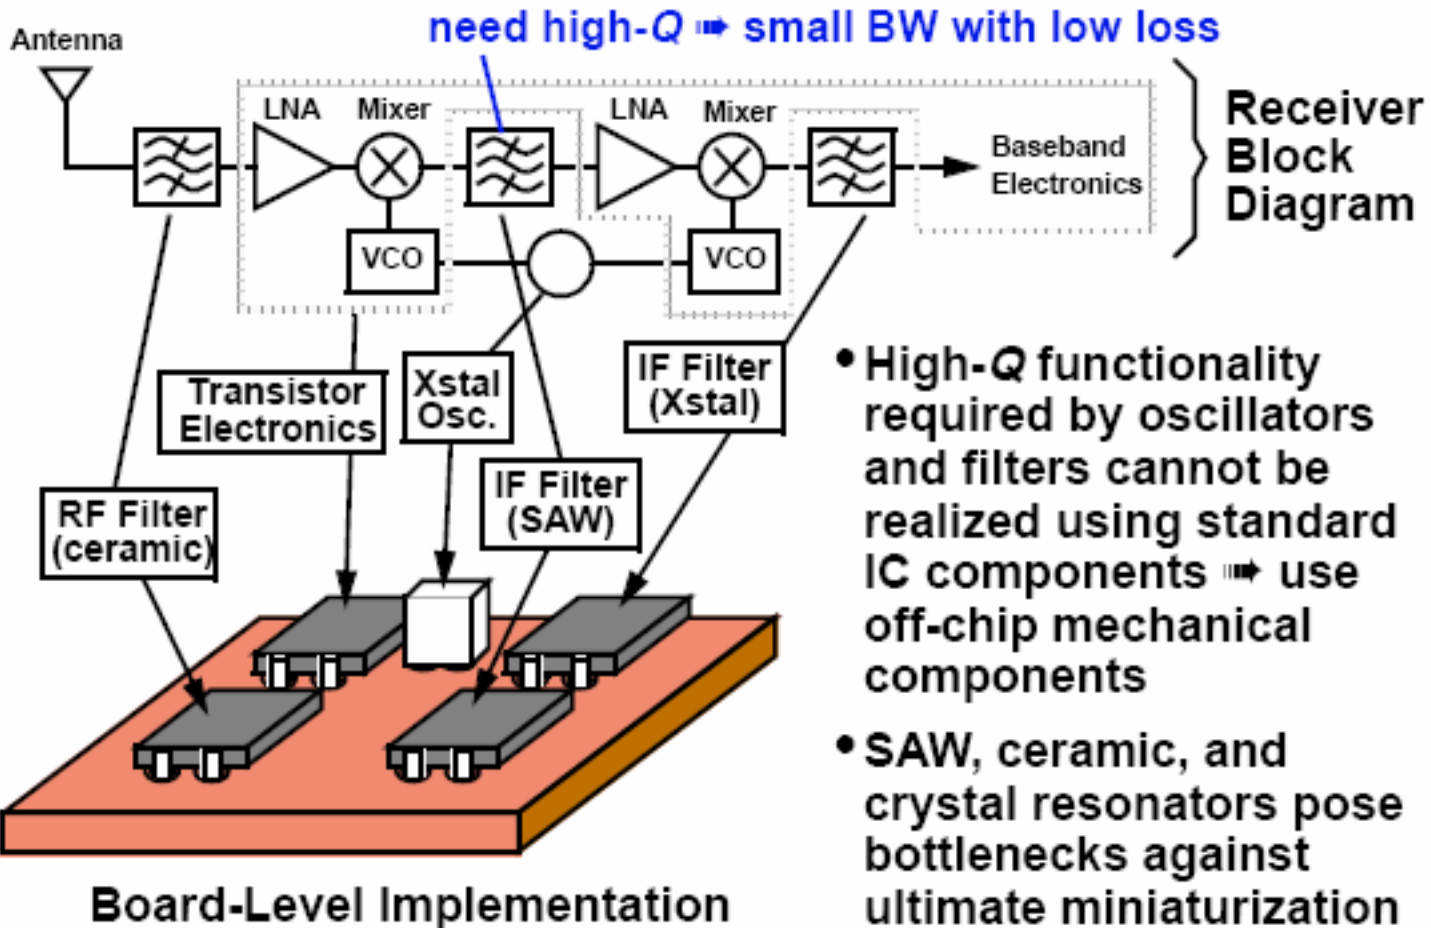 need high-Q ➠ small BW with low loss
Antenna
LNA
Mixer
LNA
Mixer
Baseband
Electronics
VCO
VCO
Receiver
Block
Diagram
Transistor
Electronics
Xstal
Osc.
IF Filter
(Xstal)
RF Filter
(ceramic)
IF Filter
(SAW)
• High-Q functionality
required by oscillators
and filters cannot be
realized using standard
IC components ➠ use
off-chip mechanical
components
• SAW, ceramic, and
crystal resonators pose
bottlenecks against
ultimate miniaturization
Board-Level Implementation